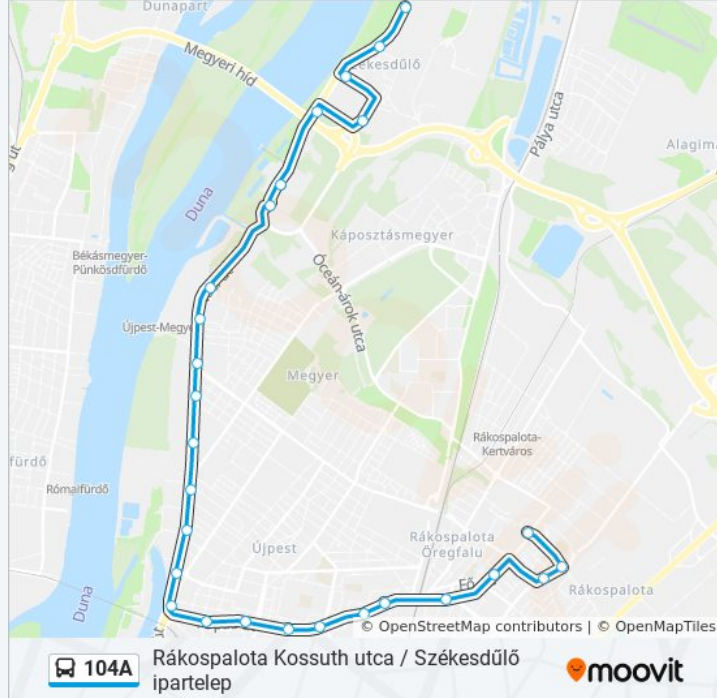 Dunapart
Megyeri híd
Székesdűlő
Pálya utca
Alagima
Duna
Káposztásmegyer
Békásmegyer-
Pünkösdfürdő
Óceán-árok utca
Újpest-Megye
Megyer
Rákospalota-
Kertváros
fürdő
Rómaifürdő
Rákospalota
Öregfalu
Újpest
Fő
Rákospalota
Duna
© OpenStreetMap contributors | © OpenMapTiles
104A
Rákospalota Kossuth utca / Székesdűlő
ipartelep
moovit